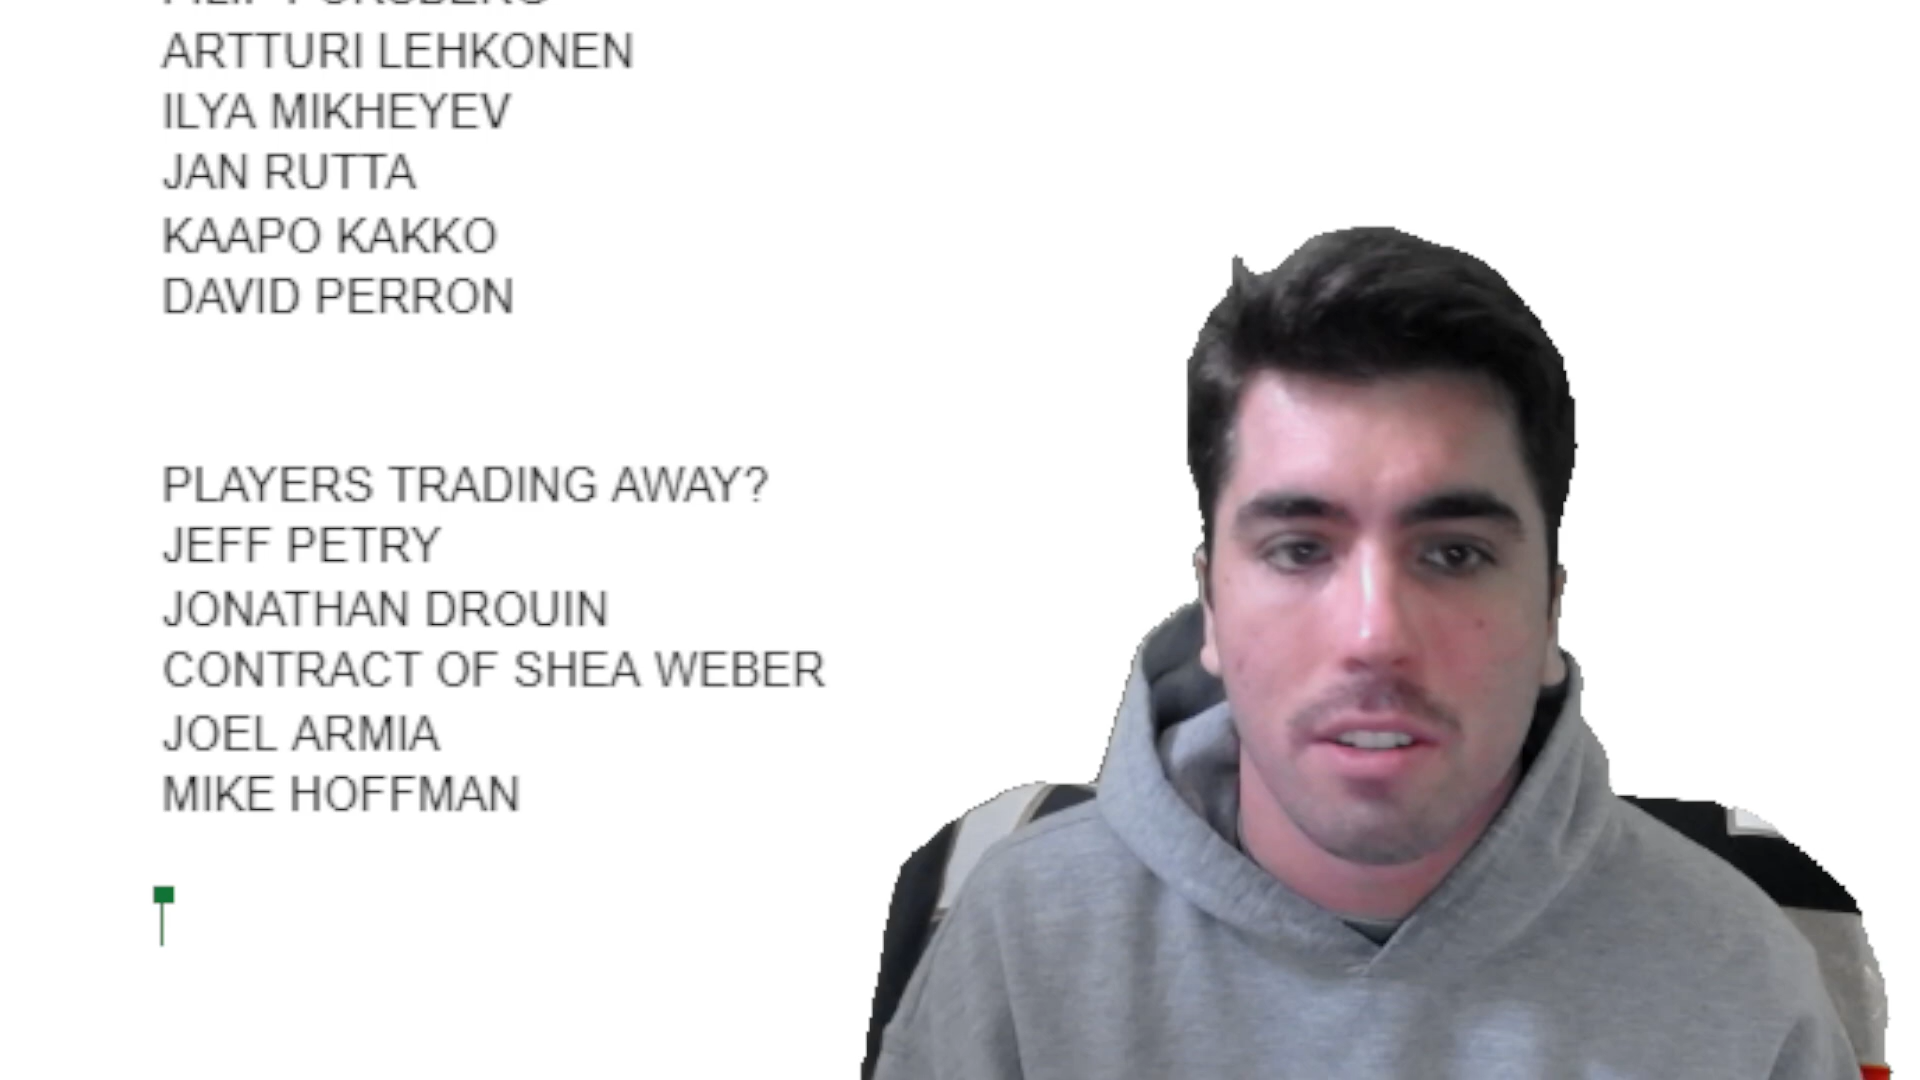 ARTTURI LEHKONEN
ILYA MIKHEYEV
JAN RUTTA
KAAPO KAKKO
DAVID PERRON
PLAYERS TRADING AWAY?
JEFF PETRY
JONATHAN DROUIN
CONTRACT OF SHEA WEBER
JOEL ARMIA
MIKE HOFFMAN